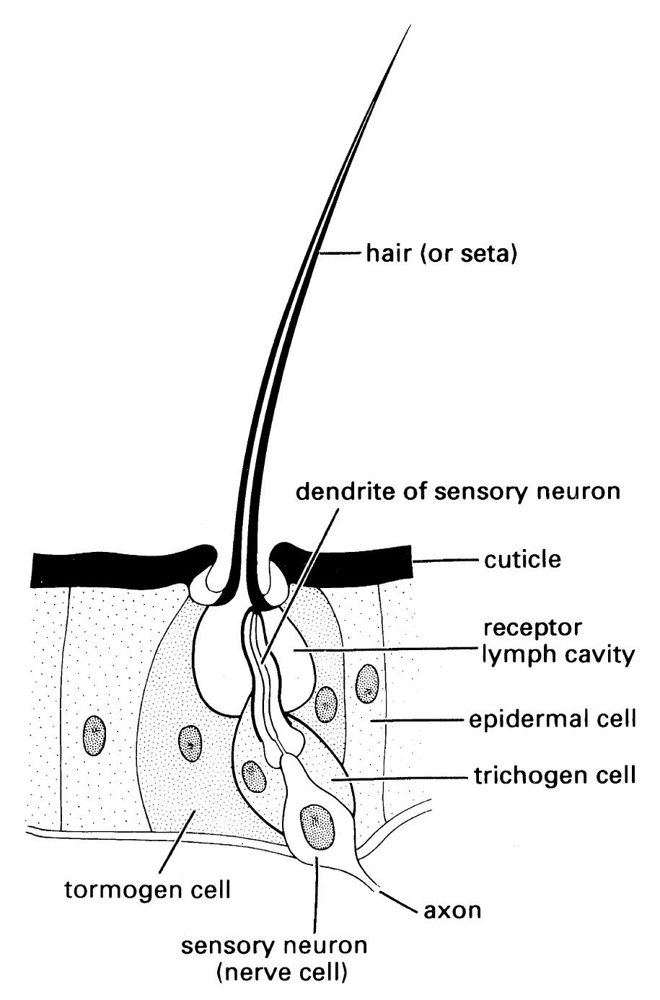 hair (or seta)
dendrite of sensory neuron
cuticle
receptor
lymph cavity
epidermal cell
trichogen cell
tormogen cell
axon
sensory neuron
(nerve cell)